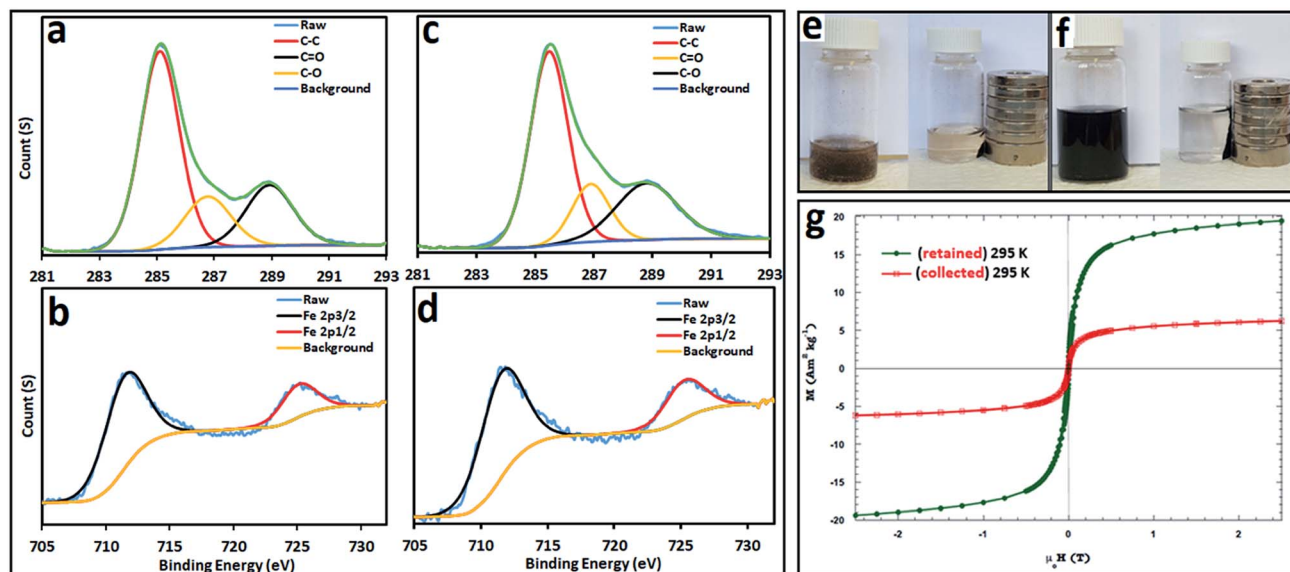 a
Raw
C-C
C=O
C-O
Background
Count (S)
281 283 285 287 289 291 293
c
Raw
C-C
C=O
C-O
Background
281 283 285 287 289 291 293
b
Raw
Fe 2p3/2
Fe 2p1/2
Background
Count (S)
705 710 715 720 725 730
Binding Energy (eV)
d
Raw
Fe 2p3/2
Fe 2p1/2
Background
705 710 715 720 725 730
Binding Energy (eV)
e
f
g
(retained) 295 K
(collected) 295 K
M (Am² kg⁻¹)
20
15
10
5
0
-5
-10
-15
-20
-2 -1 0 1 2
μ₀H (T)